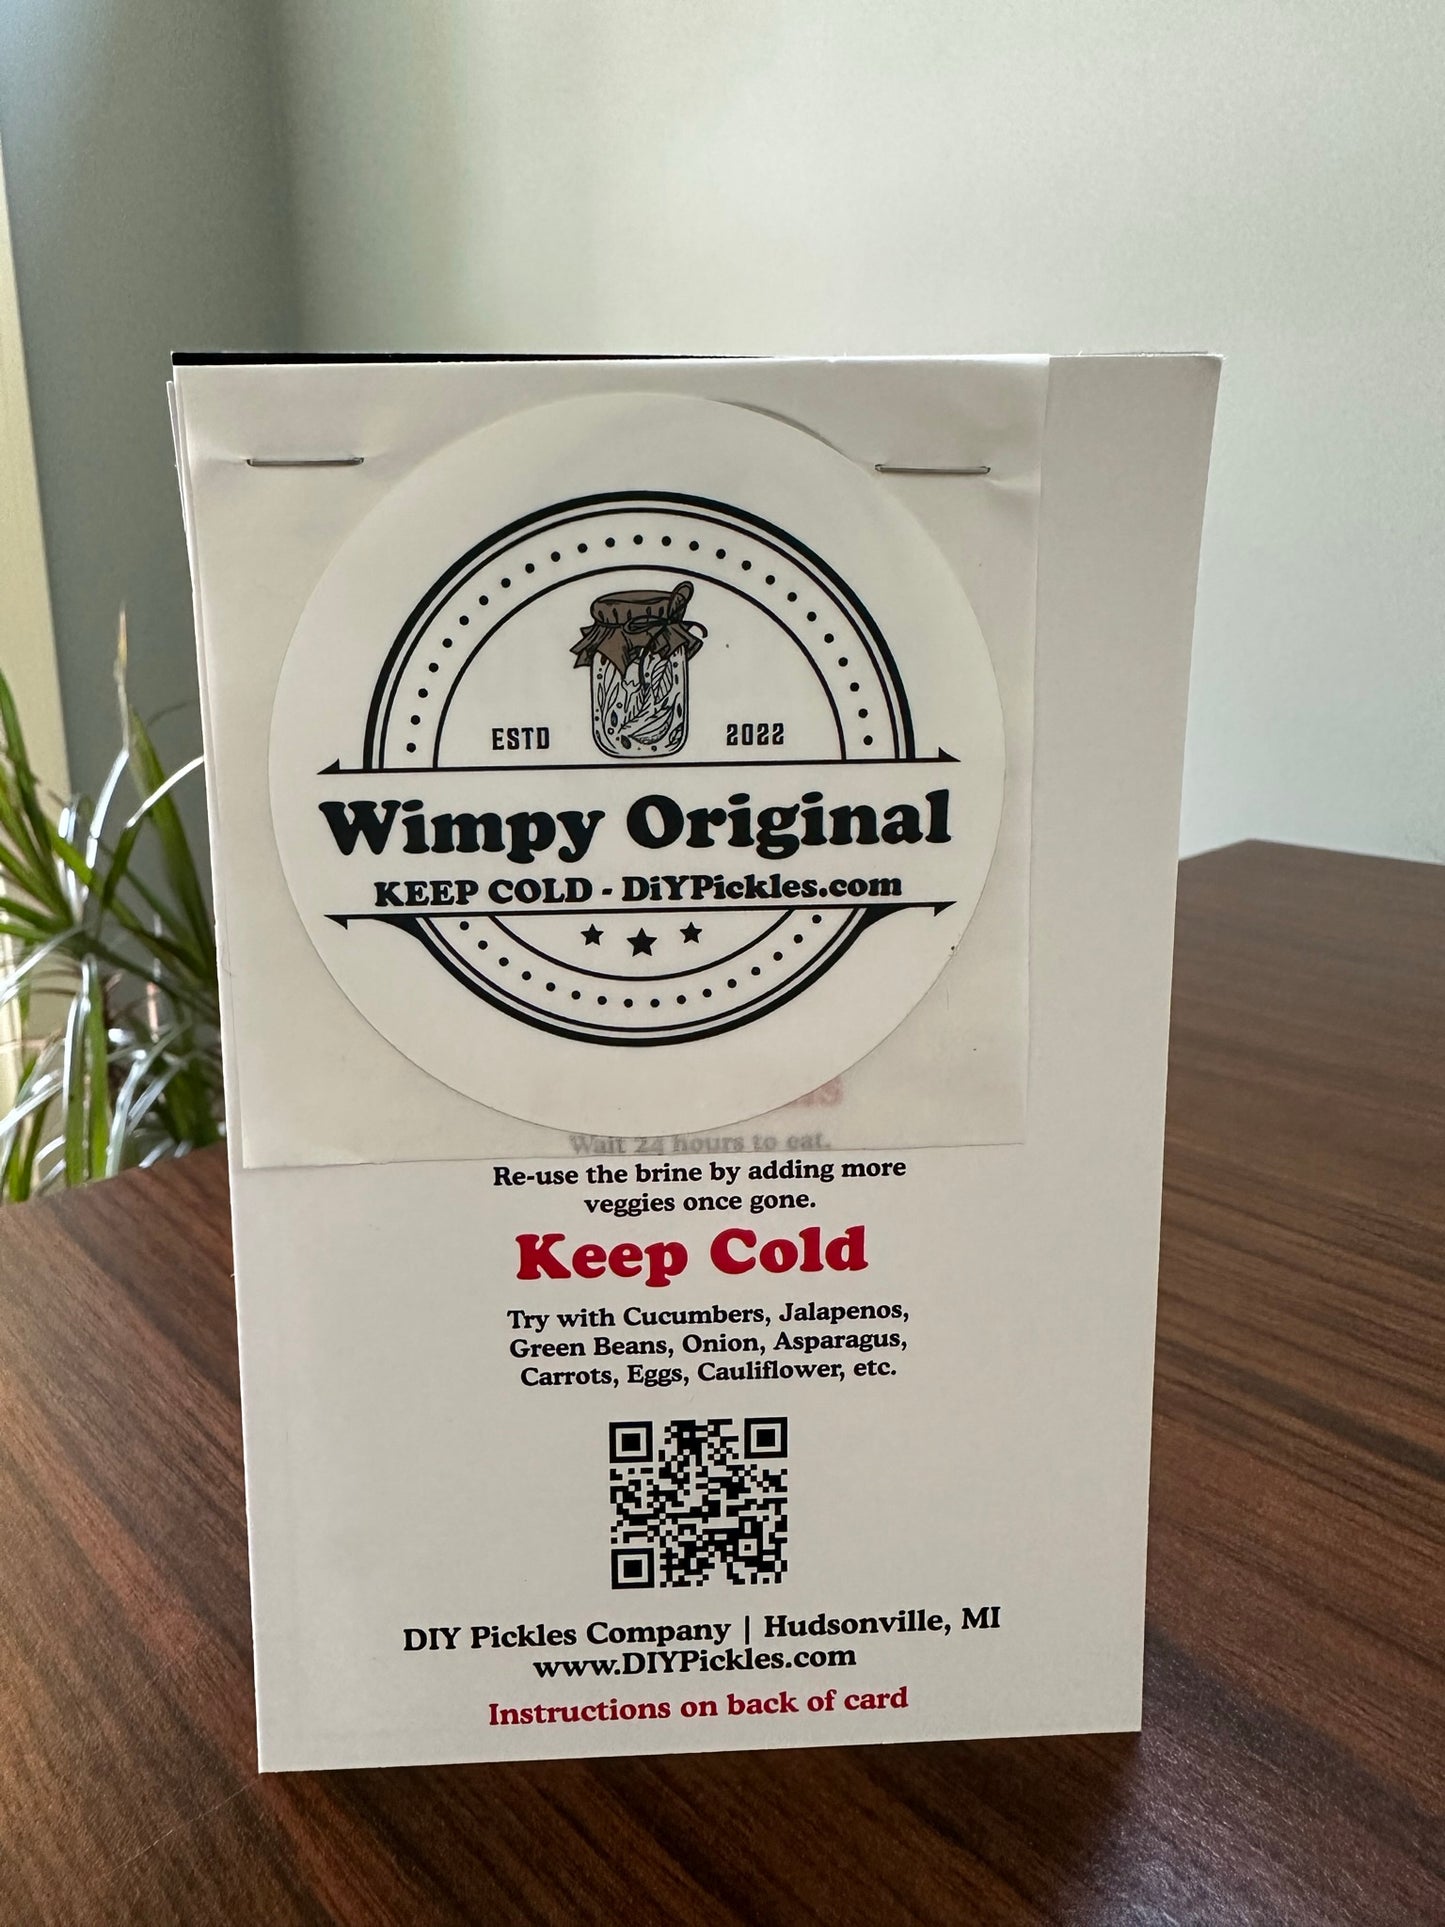 ESTD 2022
Wimpy Original
KEEP COLD - DiYPickles.com
Wait 24 hours to eat.
Re-use the brine by adding more
veggies once gone.
Keep Cold
Try with Cucumbers, Jalapenos,
Green Beans, Onion, Asparagus,
Carrots, Eggs, Cauliflower, etc.
DIY Pickles Company | Hudsonville, MI
www.DIYPickles.com
Instructions on back of card